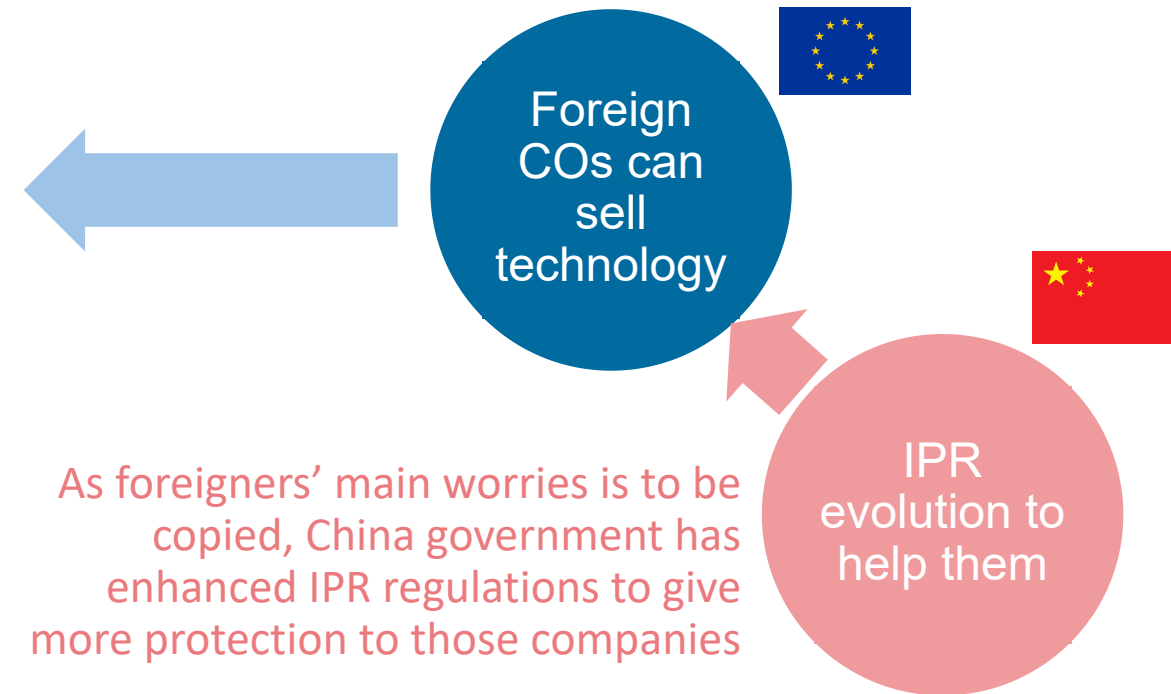 Foreign
COs can
sell
technology
IPR
evolution to
help them
As foreigners’ main worries is to be
copied, China government has
enhanced IPR regulations to give
more protection to those companies